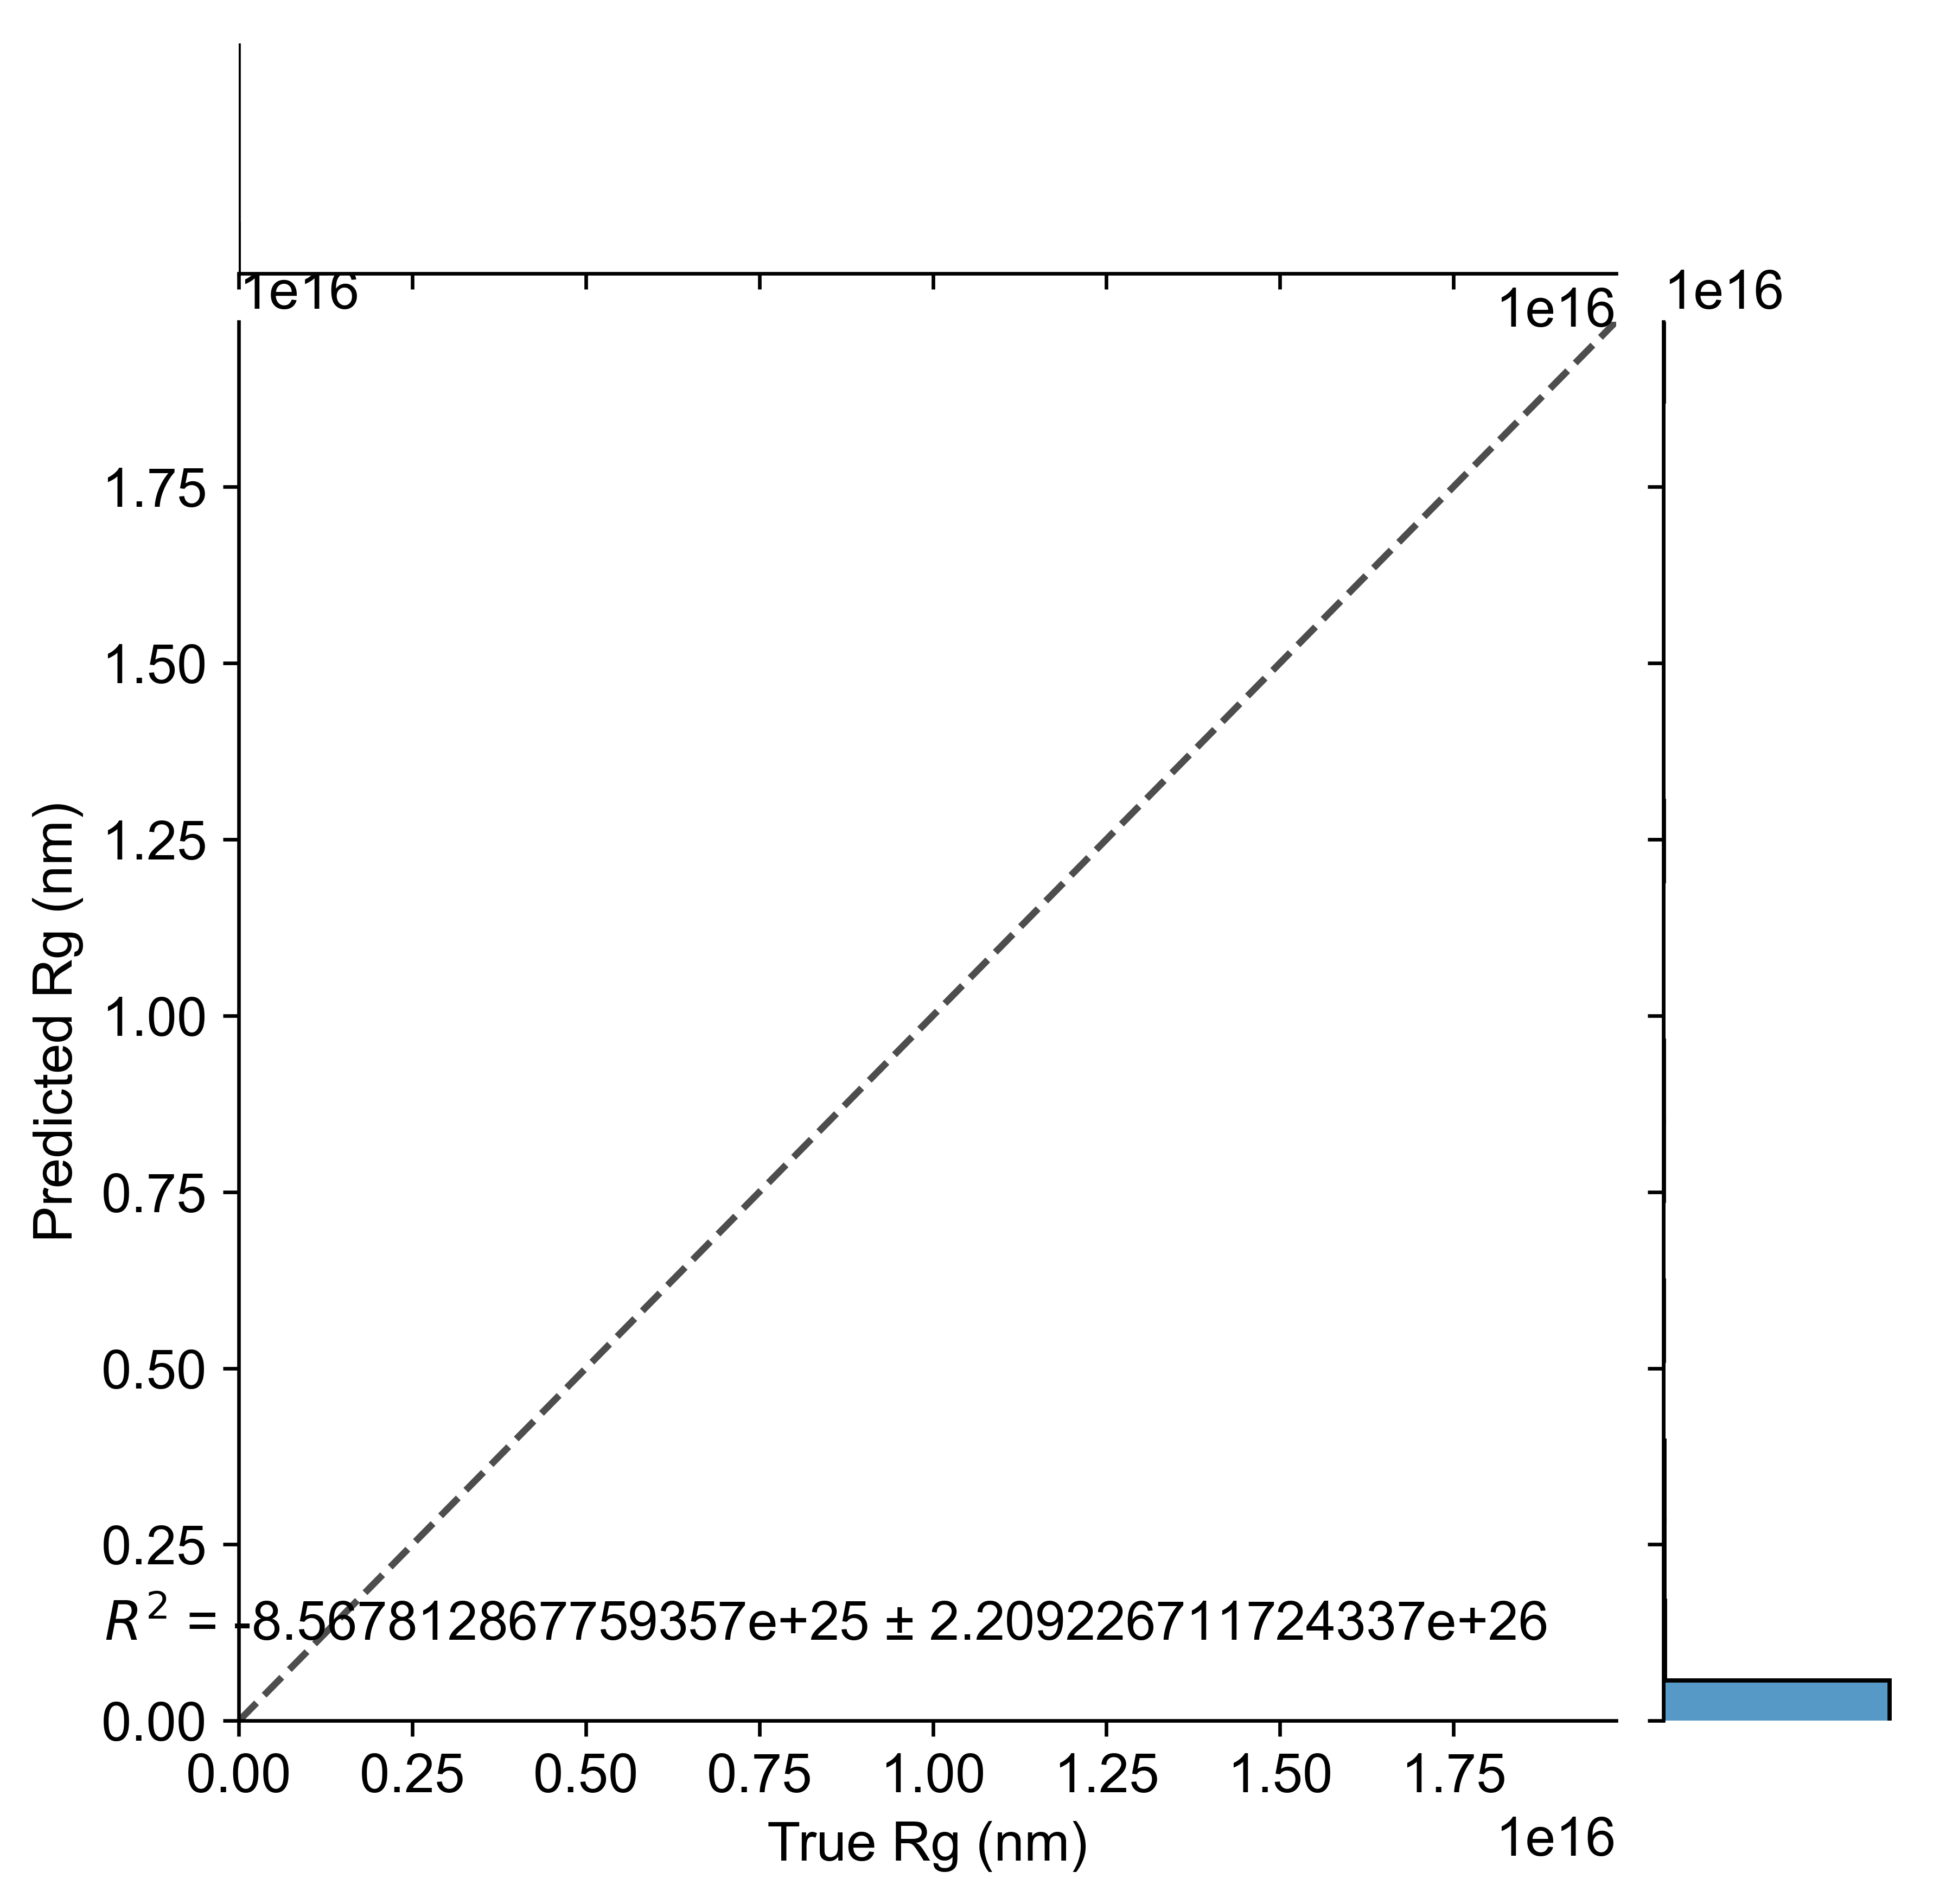 1e16
1e16
1e16
1.75
1.50
1.25
1.00
0.75
0.50
0.25
0.00
Predicted Rg (nm)
R² = -8.567812867759357e+25 ± 2.209226711724337e+26
0.00 0.25 0.50 0.75 1.00 1.25 1.50 1.75
True Rg (nm)
1e16